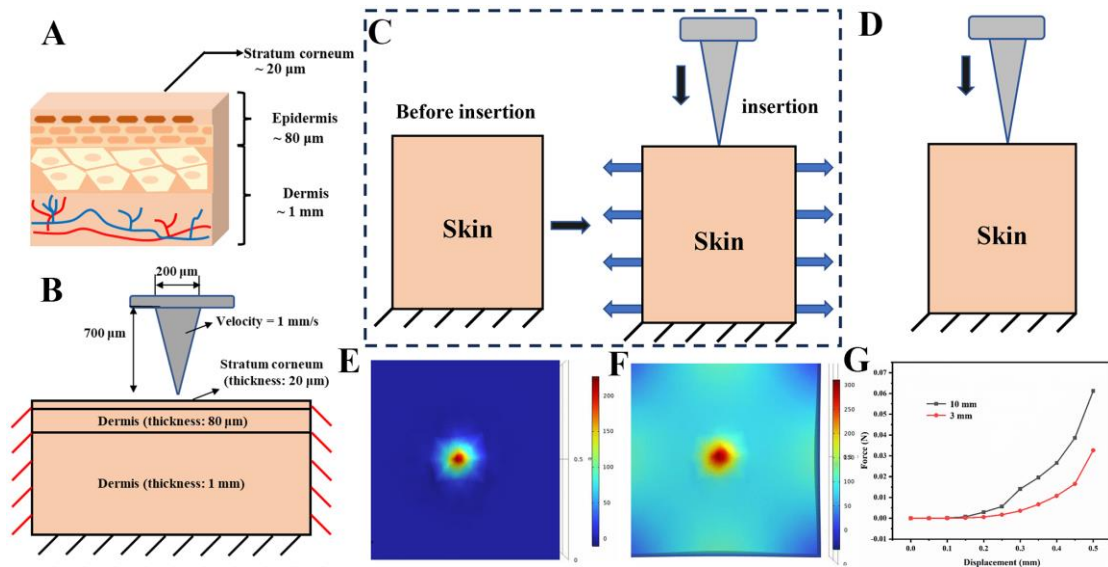 A
Stratum corneum
~ 20 μm
Epidermis
~ 80 μm
Dermis
~ 1 mm
B
200 μm
700 μm
Velocity = 1 mm/s
Stratum corneum
(thickness: 20 μm)
Dermis (thickness: 80 μm)
Dermis (thickness: 1 mm)
C
Before insertion
Skin
insertion
Skin
D
Skin
E
200
150
100
50
0
0.5
0
F
300
250
200
150
100
50
0
0
G
0.07
0.06
0.05
0.04
0.03
0.02
0.01
0.00
-0.01
Force (N)
10 mm
3 mm
0.0 0.1 0.2 0.3 0.4 0.5
Displacement (mm)